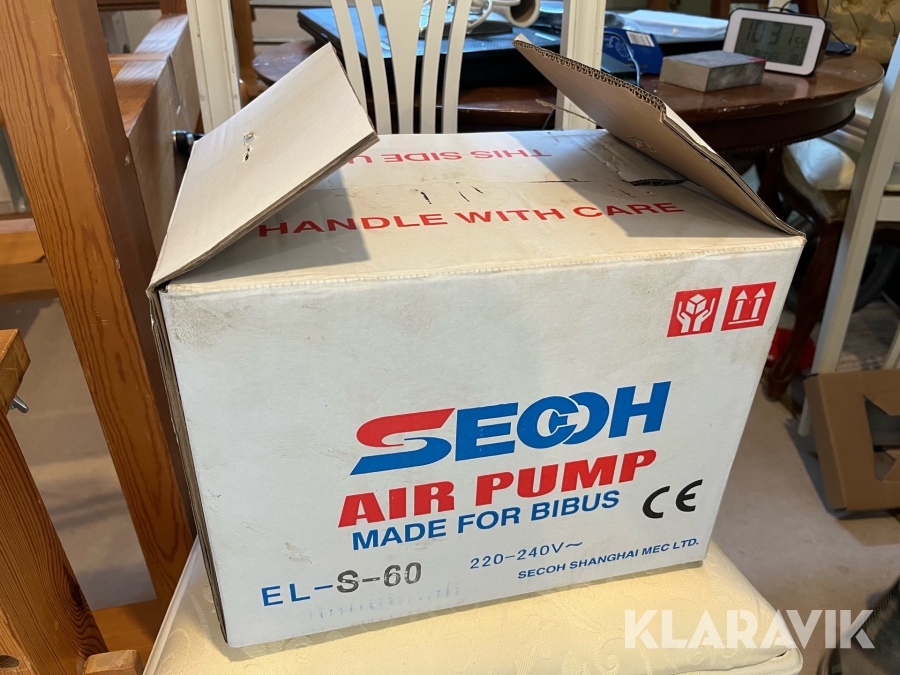 THIS SIDE U
HANDLE WITH CARE
SECOH
AIR PUMP
MADE FOR BIBUS
CE
EL-S-60
220-240V~
SECOH SHANGHAI MEC LTD.
KLARAVIK